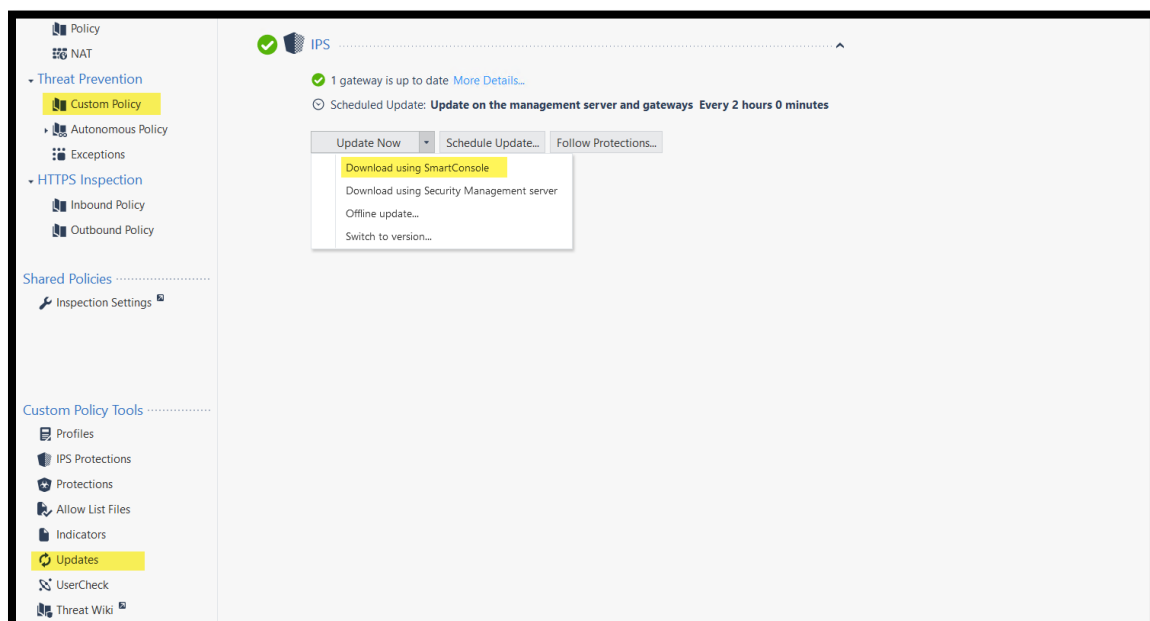 Policy
NAT
Threat Prevention
Custom Policy
Autonomous Policy
Exceptions
HTTPS Inspection
Inbound Policy
Outbound Policy
Shared Policies
Inspection Settings
Custom Policy Tools
Profiles
IPS Protections
Protections
Allow List Files
Indicators
Updates
UserCheck
Threat Wiki
IPS
1 gateway is up to date More Details...
Scheduled Update: Update on the management server and gateways Every 2 hours 0 minutes
Update Now Schedule Update... Follow Protections...
Download using SmartConsole
Download using Security Management server
Offline update...
Switch to version...